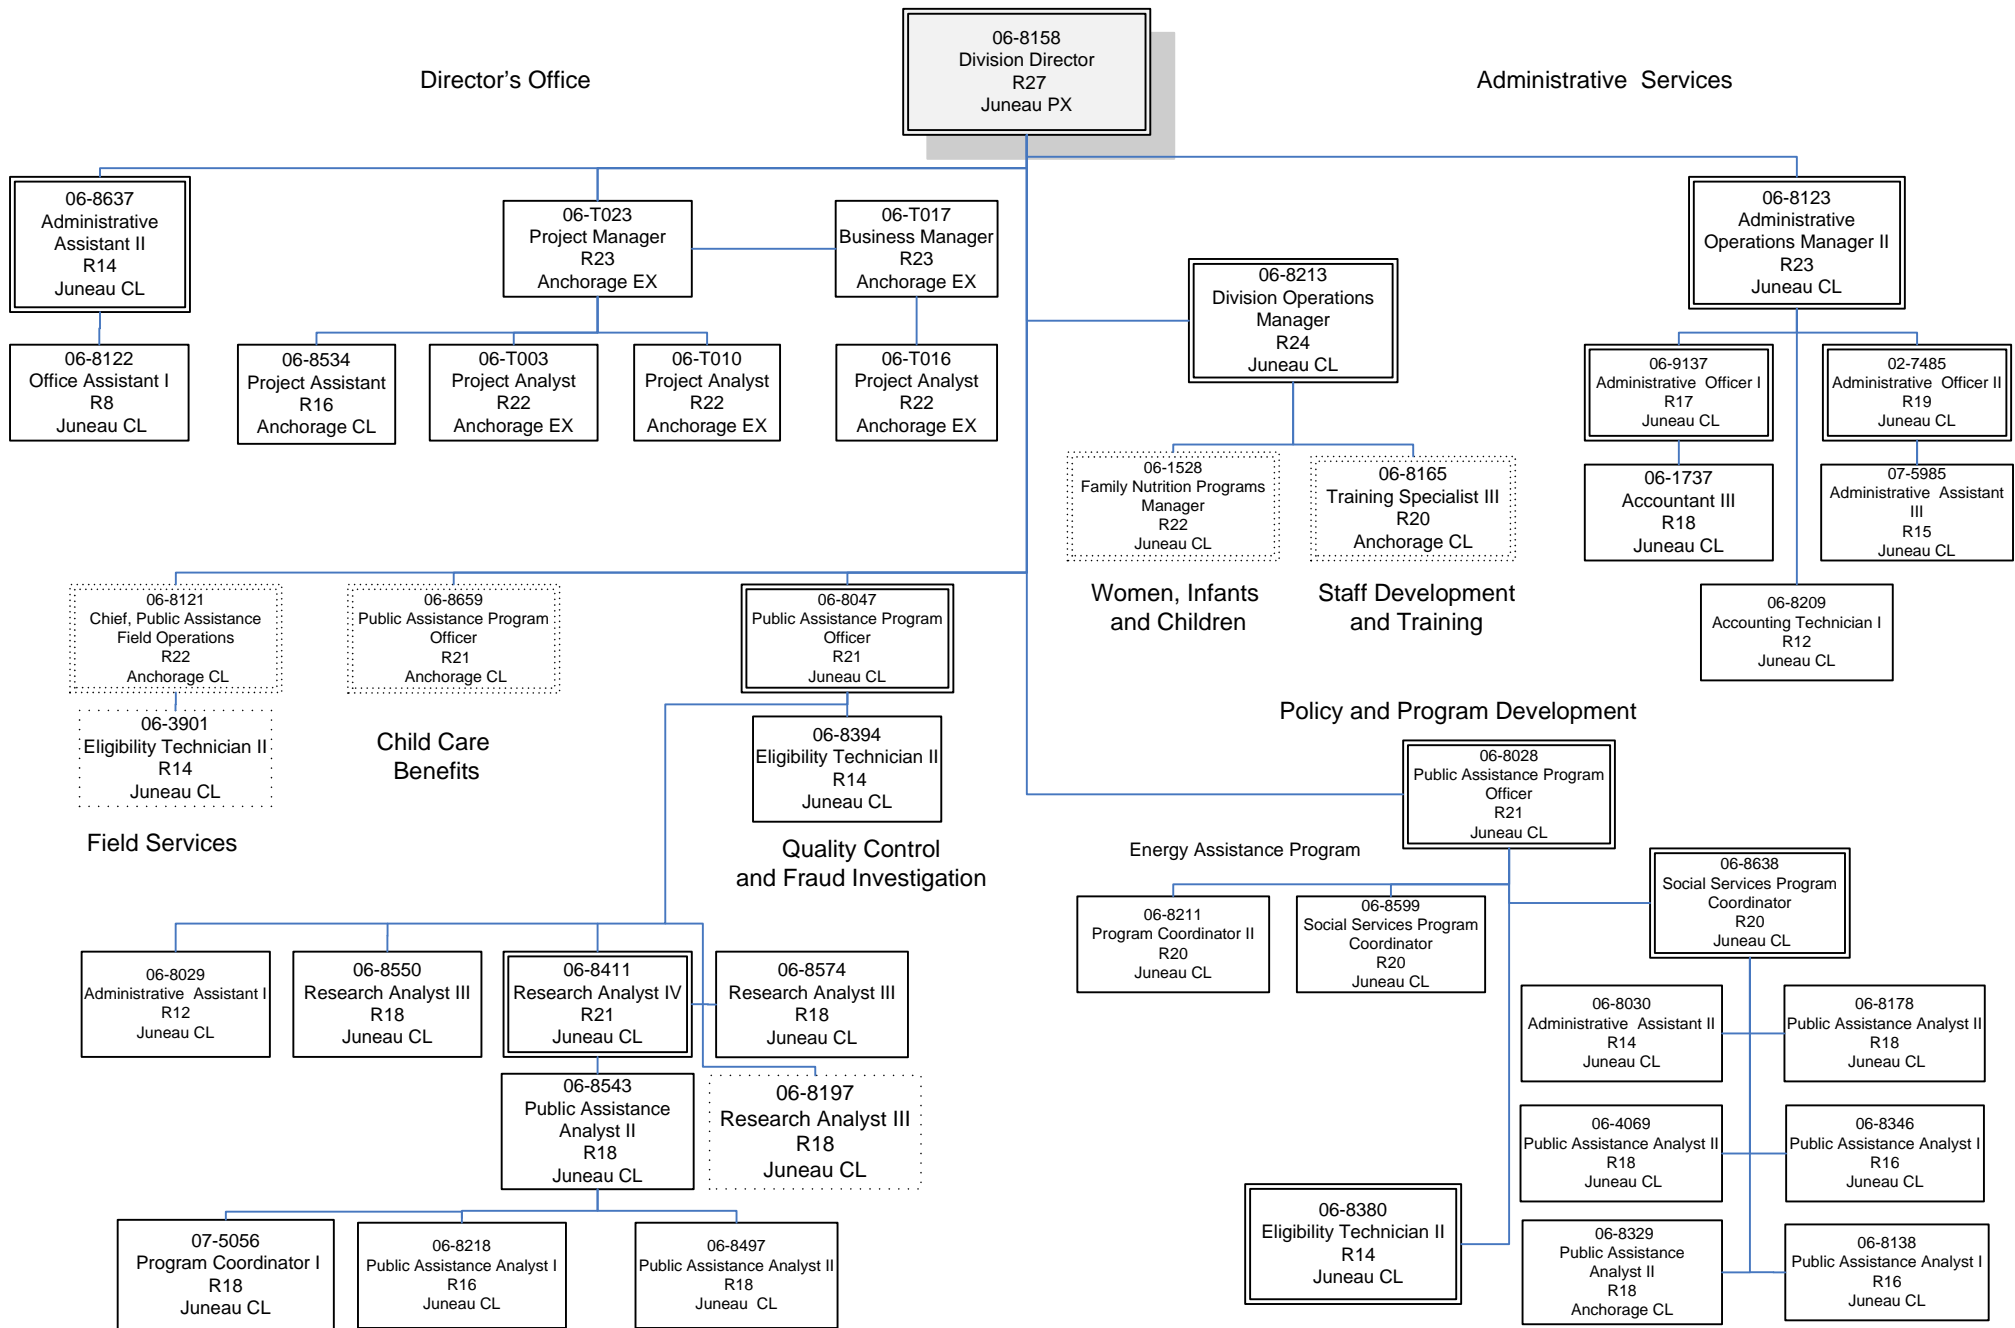 Director's Office
06-8158
Division Director
R27
Juneau PX
Administrative  Services
06-8637
Administrative
Assistant II
R14
Juneau CL
06-T023
Project Manager
R23
Anchorage EX
06-T017
Business Manager
R23
Anchorage EX
06-8213
Division Operations
Manager
R24
Juneau CL
06-8123
Administrative
Operations Manager II
R23
Juneau CL
06-8122
Office Assistant I
R8
Juneau CL
06-8534
Project Assistant
R16
Anchorage CL
06-T003
Project Analyst
R22
Anchorage EX
06-T010
Project Analyst
R22
Anchorage EX
06-T016
Project Analyst
R22
Anchorage EX
06-9137
Administrative  Officer I
R17
Juneau CL
02-7485
Administrative  Officer II
R19
Juneau CL
06-1528
Family Nutrition Programs
Manager
R22
Juneau CL
06-8165
Training Specialist III
R20
Anchorage CL
06-1737
Accountant III
R18
Juneau CL
07-5985
Administrative  Assistant
III
R15
Juneau CL
Women, Infants
and Children
Staff Development
and Training
06-8209
Accounting Technician I
R12
Juneau CL
06-8121
Chief, Public Assistance
Field Operations
R22
Anchorage CL
06-8659
Public Assistance Program
Officer
R21
Anchorage CL
06-8047
Public Assistance Program
Officer
R21
Juneau CL
06-3901
Eligibility Technician II
R14
Juneau CL
Child Care
Benefits
06-8394
Eligibility Technician II
R14
Juneau CL
Field Services
Quality Control
and Fraud Investigation
Policy and Program Development
06-8028
Public Assistance Program
Officer
R21
Juneau CL
Energy Assistance Program
06-8211
Program Coordinator II
R20
Juneau CL
06-8599
Social Services Program
Coordinator
R20
Juneau CL
06-8638
Social Services Program
Coordinator
R20
Juneau CL
06-8029
Administrative  Assistant I
R12
Juneau CL
06-8550
Research Analyst III
R18
Juneau CL
06-8411
Research Analyst IV
R21
Juneau CL
06-8574
Research Analyst III
R18
Juneau CL
06-8543
Public Assistance
Analyst II
R18
Juneau CL
06-8197
Research Analyst III
R18
Juneau CL
07-5056
Program Coordinator I
R18
Juneau CL
06-8218
Public Assistance Analyst I
R16
Juneau CL
06-8497
Public Assistance Analyst II
R18
Juneau  CL
06-8030
Administrative  Assistant II
R14
Juneau CL
06-8178
Public Assistance Analyst II
R18
Juneau CL
06-4069
Public Assistance Analyst II
R18
Juneau CL
06-8346
Public Assistance Analyst I
R16
Juneau CL
06-8380
Eligibility Technician II
R14
Juneau CL
06-8329
Public Assistance
Analyst II
R18
Anchorage CL
06-8138
Public Assistance Analyst I
R16
Juneau CL